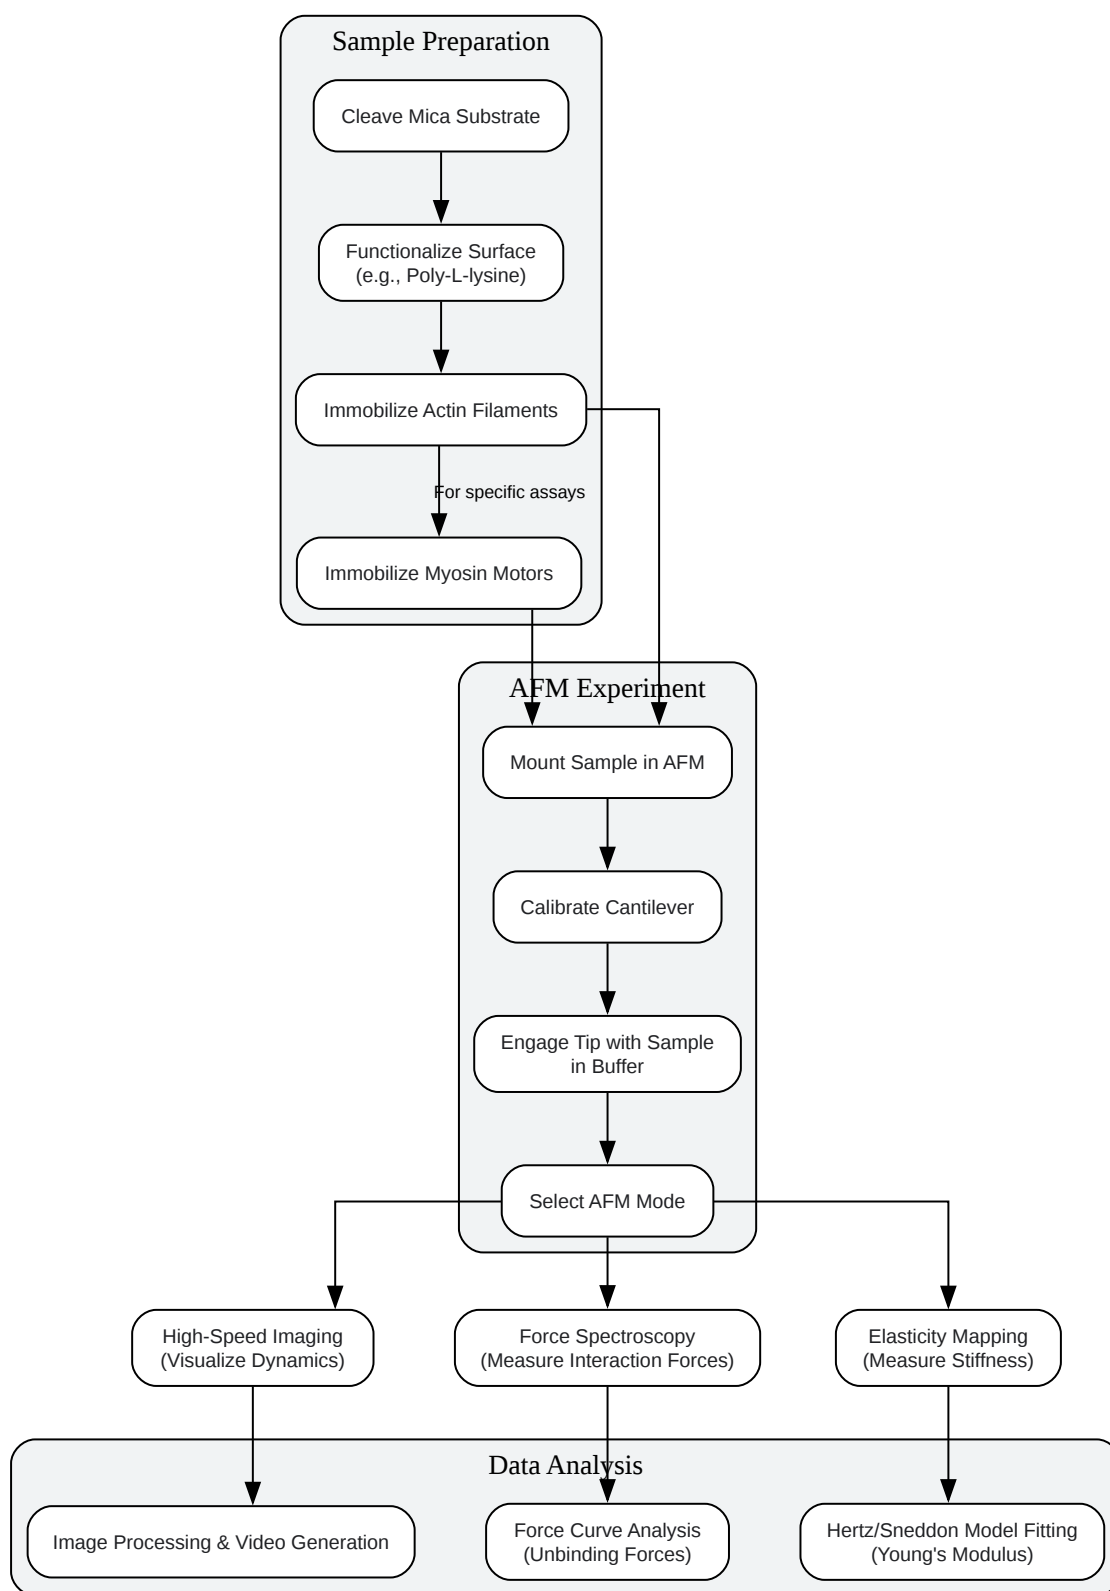 Sample Preparation
Cleave Mica Substrate
Functionalize Surface
(e.g., Poly-L-lysine)
Immobilize Actin Filaments
For specific assays
Immobilize Myosin Motors
AFM Experiment
Mount Sample in AFM
Calibrate Cantilever
Engage Tip with Sample
in Buffer
Select AFM Mode
High-Speed Imaging
(Visualize Dynamics)
Force Spectroscopy
(Measure Interaction Forces)
Elasticity Mapping
(Measure Stiffness)
Data Analysis
Image Processing & Video Generation
Force Curve Analysis
(Unbinding Forces)
Hertz/Sneddon Model Fitting
(Young's Modulus)